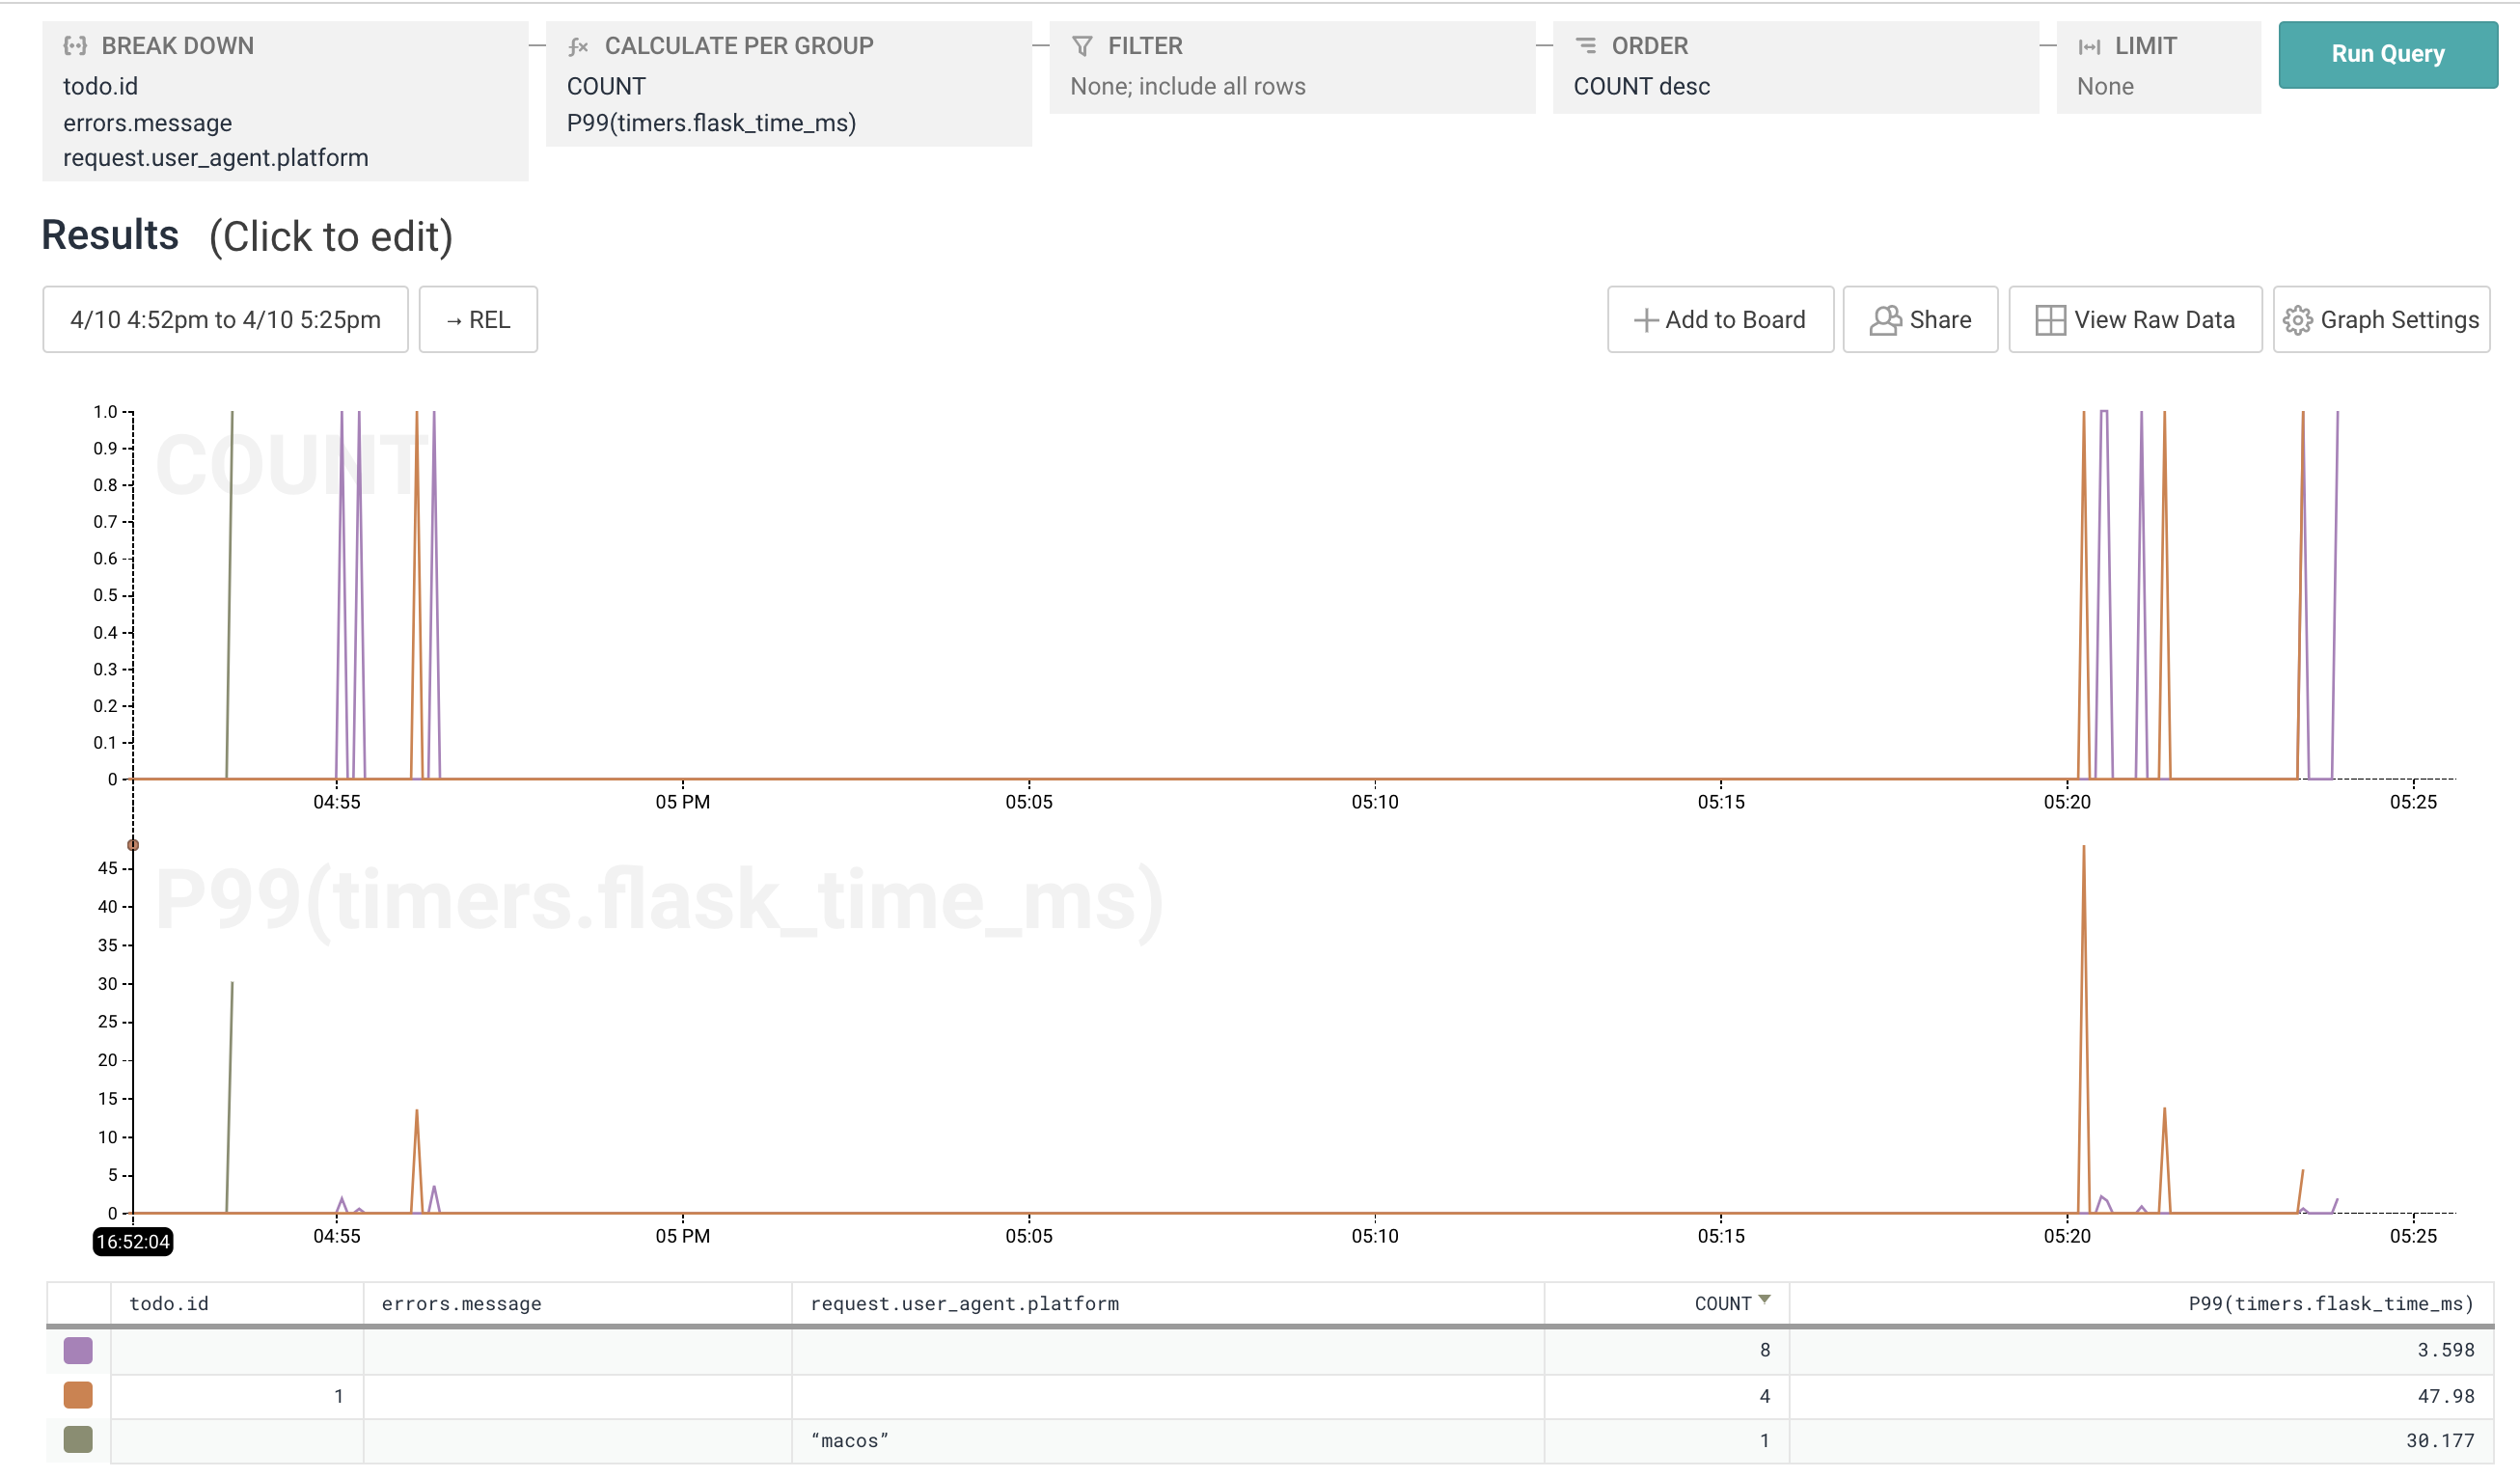 BREAK DOWN
todo.id
errors.message
request.user_agent.platform
CALCULATE PER GROUP
COUNT
P99(timers.flask_time_ms)
FILTER
None; include all rows
ORDER
COUNT desc
LIMIT
None
Run Query
Results (Click to edit)
4/10 4:52pm to 4/10 5:25pm
→ REL
Add to Board
Share
View Raw Data
Graph Settings
COUNT
1.0
0.9
0.8
0.7
0.6
0.5
0.4
0.3
0.2
0.1
0
04:55 05 PM 05:05 05:10 05:15 05:20 05:25
P99(timers.flask_time_ms)
45
40
35
30
25
20
15
10
5
0
16:52:04
04:55 05 PM 05:05 05:10 05:15 05:20 05:25
todo.id errors.message request.user_agent.platform COUNT P99(timers.flask_time_ms)
8 3.598
1 4 47.98
“macos” 1 30.177